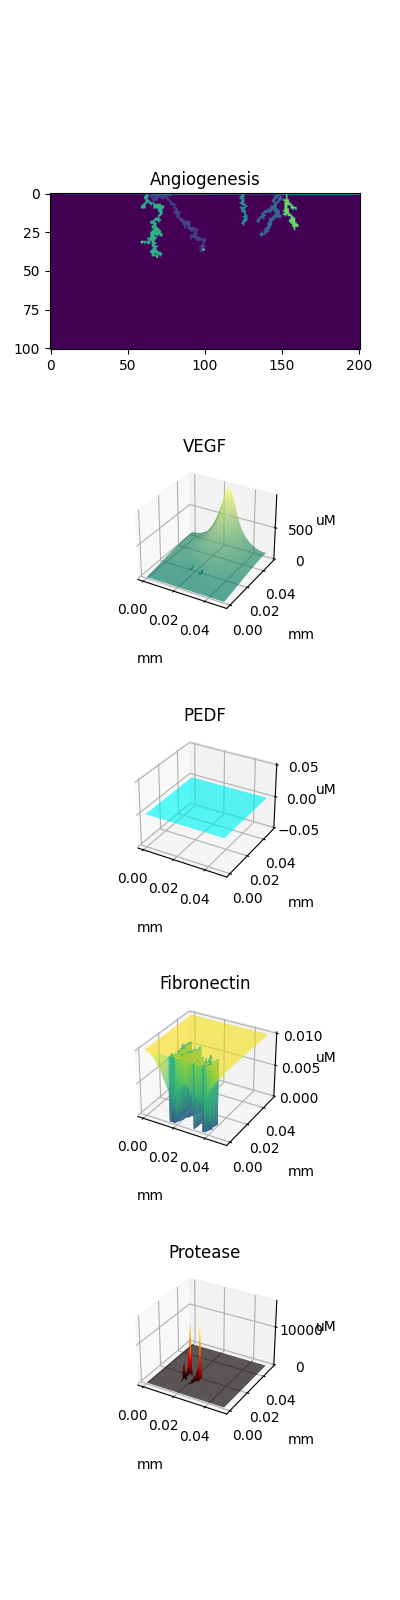 Angiogenesis
0
25
50
75
100
0 50 100 150 200
VEGF
500 uM
0
0.00 0.02 0.04
0.00 0.02 0.04
mm mm
PEDF
0.05
0.00 uM
−0.05
0.00 0.02 0.04
0.00 0.02 0.04
mm mm
Fibronectin
0.010
0.005 uM
0.000
0.00 0.02 0.04
0.00 0.02 0.04
mm mm
Protease
10000 uM
0
0.00 0.02 0.04
0.00 0.02 0.04
mm mm